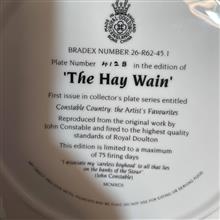 ROYAL DOULTON
BRADEX NUMBER 26-R62-45.1
Plate Number 412B in the edition of
'The Hay Wain'
First issue in collector's plate series entitled
Constable Country: the Artist's Favourites
Reproduced from the original work by
John Constable and fired to the highest quality
standards of Royal Doulton
This edition is limited to a maximum
of 75 firing days
"I associate my 'careless boyhood' to all that lies
on the banks of the Stour"
(John Constable)